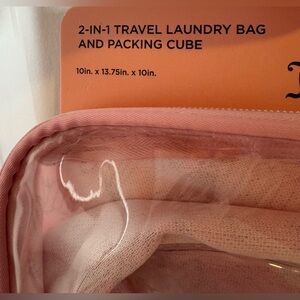 2-IN-1 TRAVEL LAUNDRY BAG
AND PACKING CUBE
10in. x 13.75in. x 10in.